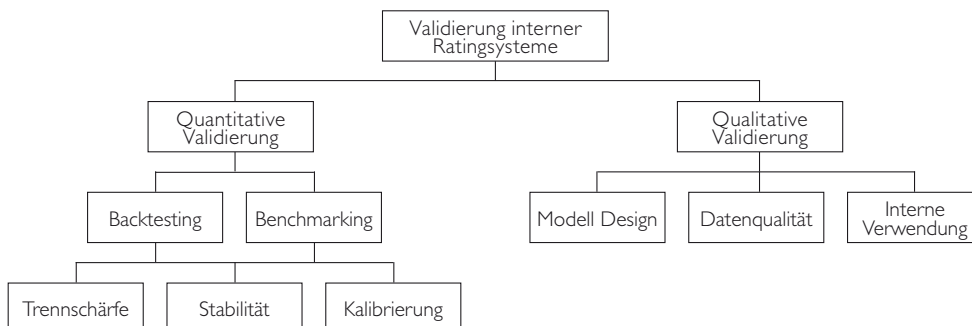 Validierung interner
Ratingsysteme
Quantitative
Validierung
Qualitative
Validierung
Backtesting
Benchmarking
Modell Design
Datenqualität
Interne
Verwendung
Trennschärfe
Stabilität
Kalibrierung